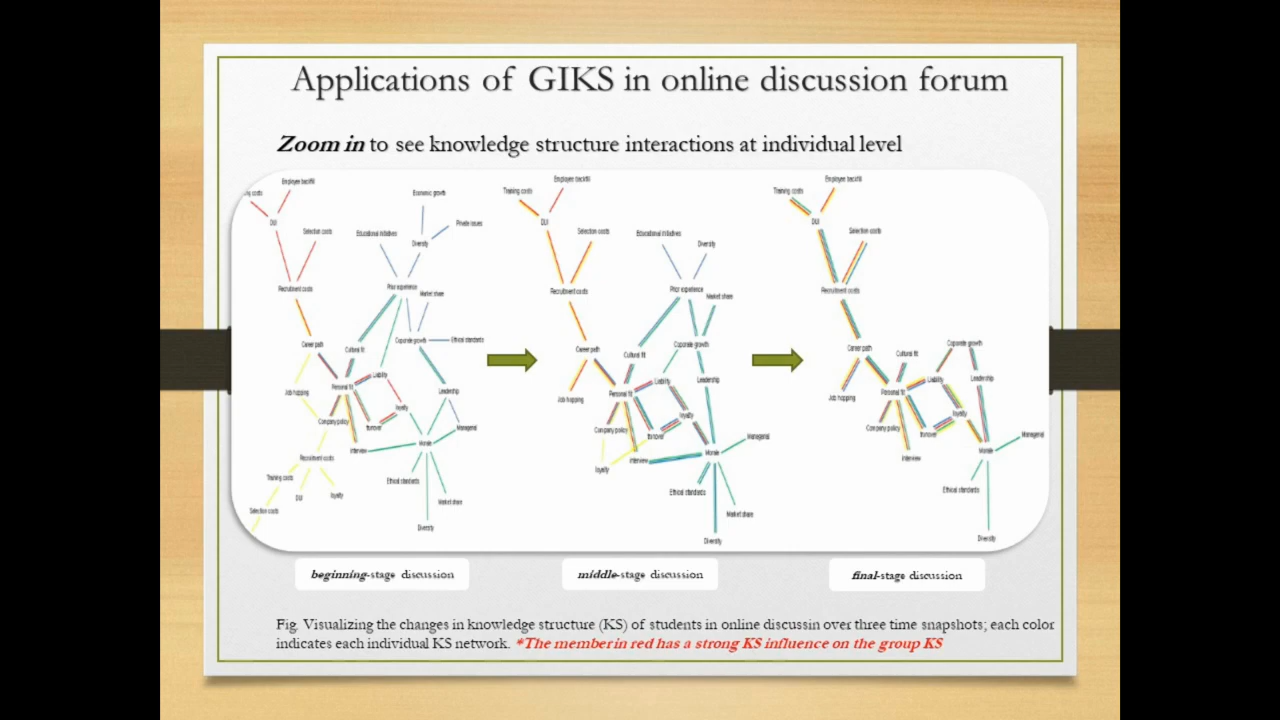 Applications of GIKS in online discussion forum
Zoom in to see knowledge structure interactions at individual level
Employee backfill
DUI
Selection costs
Recruitment costs
Career path
Job hopping
Company policy
Recruitment costs
Training costs
DUI
loyalty
Selection costs
Economic growth
Private issues
Educational initiatives
Diversity
Prior experience
Market share
Corporate growth
Ethical standards
Cultural fit
Liability
Personal fit
Leadership
loyalty
turnover
Managerial
Interview
Morale
Ethical standards
Market share
Diversity
Training costs
Employee backfill
DUI
Selection costs
Recruitment costs
Educational initiatives
Diversity
Prior experience
Market share
Career path
Cultural fit
Corporate growth
Job hopping
Personal fit
Liability
Leadership
Company policy
turnover
loyalty
Managerial
loyalty
Interview
Morale
Ethical standards
Market share
Diversity
Training costs
Employee backfill
DUI
Selection costs
Recruitment costs
Career path
Cultural fit
Corporate growth
Job hopping
Personal fit
Liability
Leadership
Company policy
turnover
loyalty
Managerial
Interview
Morale
Ethical standards
Diversity
beginning-stage discussion
middle-stage discussion
final-stage discussion
Fig. Visualizing the changes in knowledge structure (KS) of students in online discussin over three time snapshots; each color
indicates each individual KS network. *The member in red has a strong KS influence on the group KS